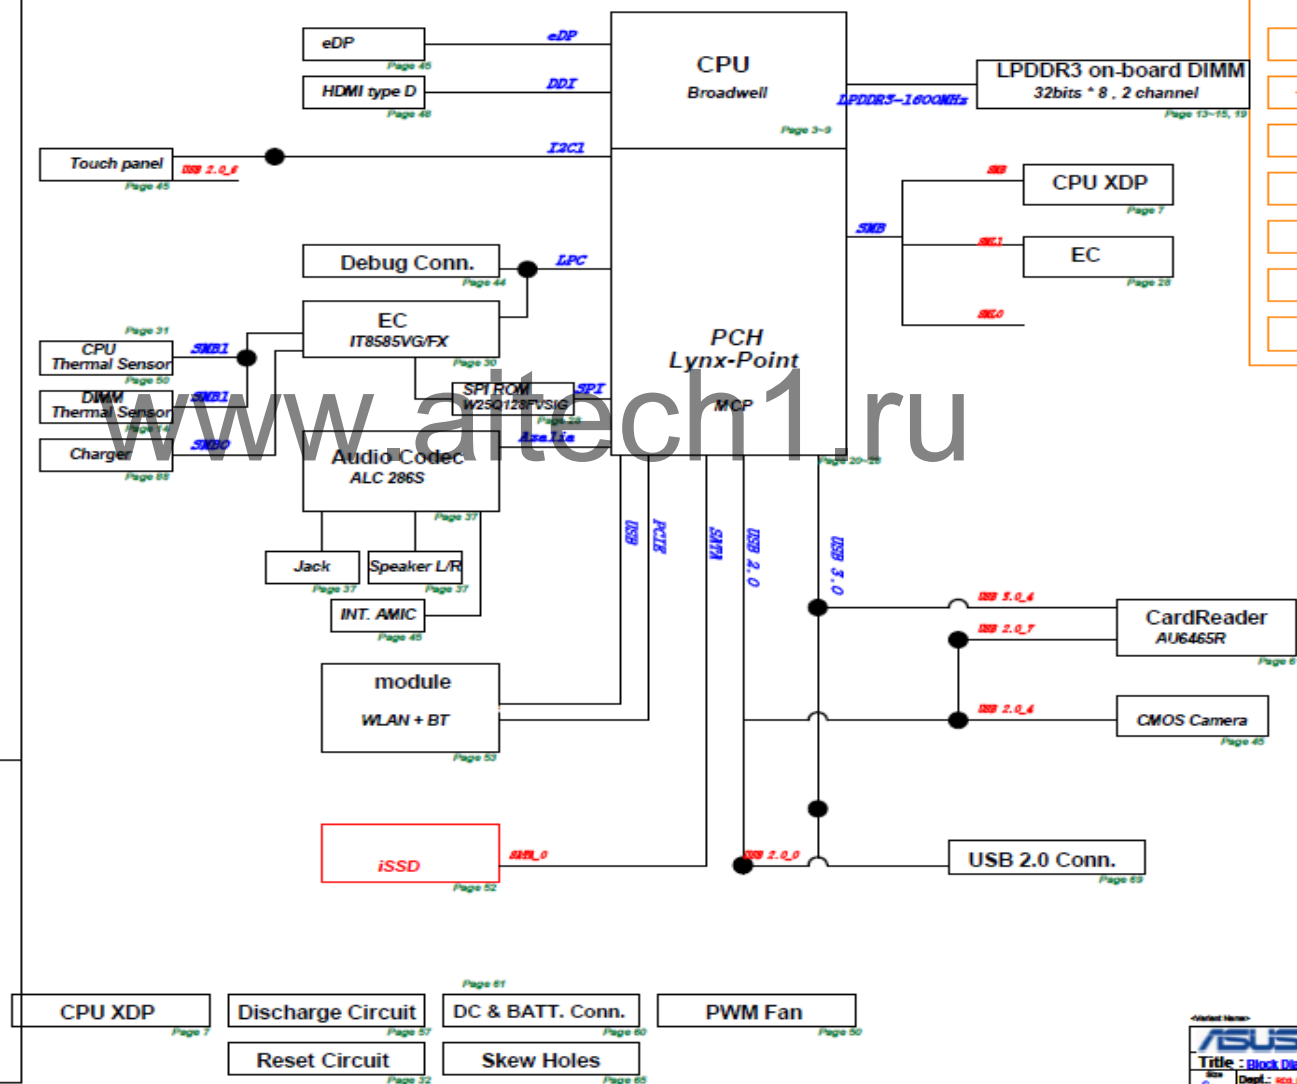 eDP
eDP
Page 45
HDMI type D
DDI
Page 48
CPU
Broadwell
Page 3~9
LPDDR3-1600MHz
LPDDR3 on-board DIMM
32bits * 8 , 2 channel
Page 13~15, 19
Touch panel
USB 2.0_6
I2C1
Page 45
SMB
CPU XDP
Page 7
SMB
SML1
EC
Page 28
SML0
Debug Conn.
LPC
Page 44
EC
IT8585VG/FX
Page 30
PCH
Lynx-Point
MCP
Page 20~28
Page 31
CPU
Thermal Sensor
SMB1
Page 50
DIMM
Thermal Sensor
SMB1
Page 14
Charger
SMB0
Page 88
SPI ROM
W25Q128FVSIG
SPI
Page 28
www.aitech1.ru
Azalia
Audio Codec
ALC 286S
Page 37
Jack
Page 37
Speaker L/R
Page 37
INT. AMIC
Page 45
USB
PCIE
SATA
USB 2.0
USB 3.0
USB 3.0_4
CardReader
AU6465R
USB 2.0_7
USB 2.0_4
CMOS Camera
Page 45
module
WLAN + BT
Page 53
iSSD
SATA_0
Page 52
USB 2.0_0
USB 2.0 Conn.
Page 69
CPU XDP
Page 7
Discharge Circuit
Page 57
Page 61
DC & BATT. Conn.
Page 60
PWM Fan
Page 50
Reset Circuit
Page 32
Skew Holes
Page 65
<Variant Name>
ASUS
Title : Block Dia
Size
Dept.: